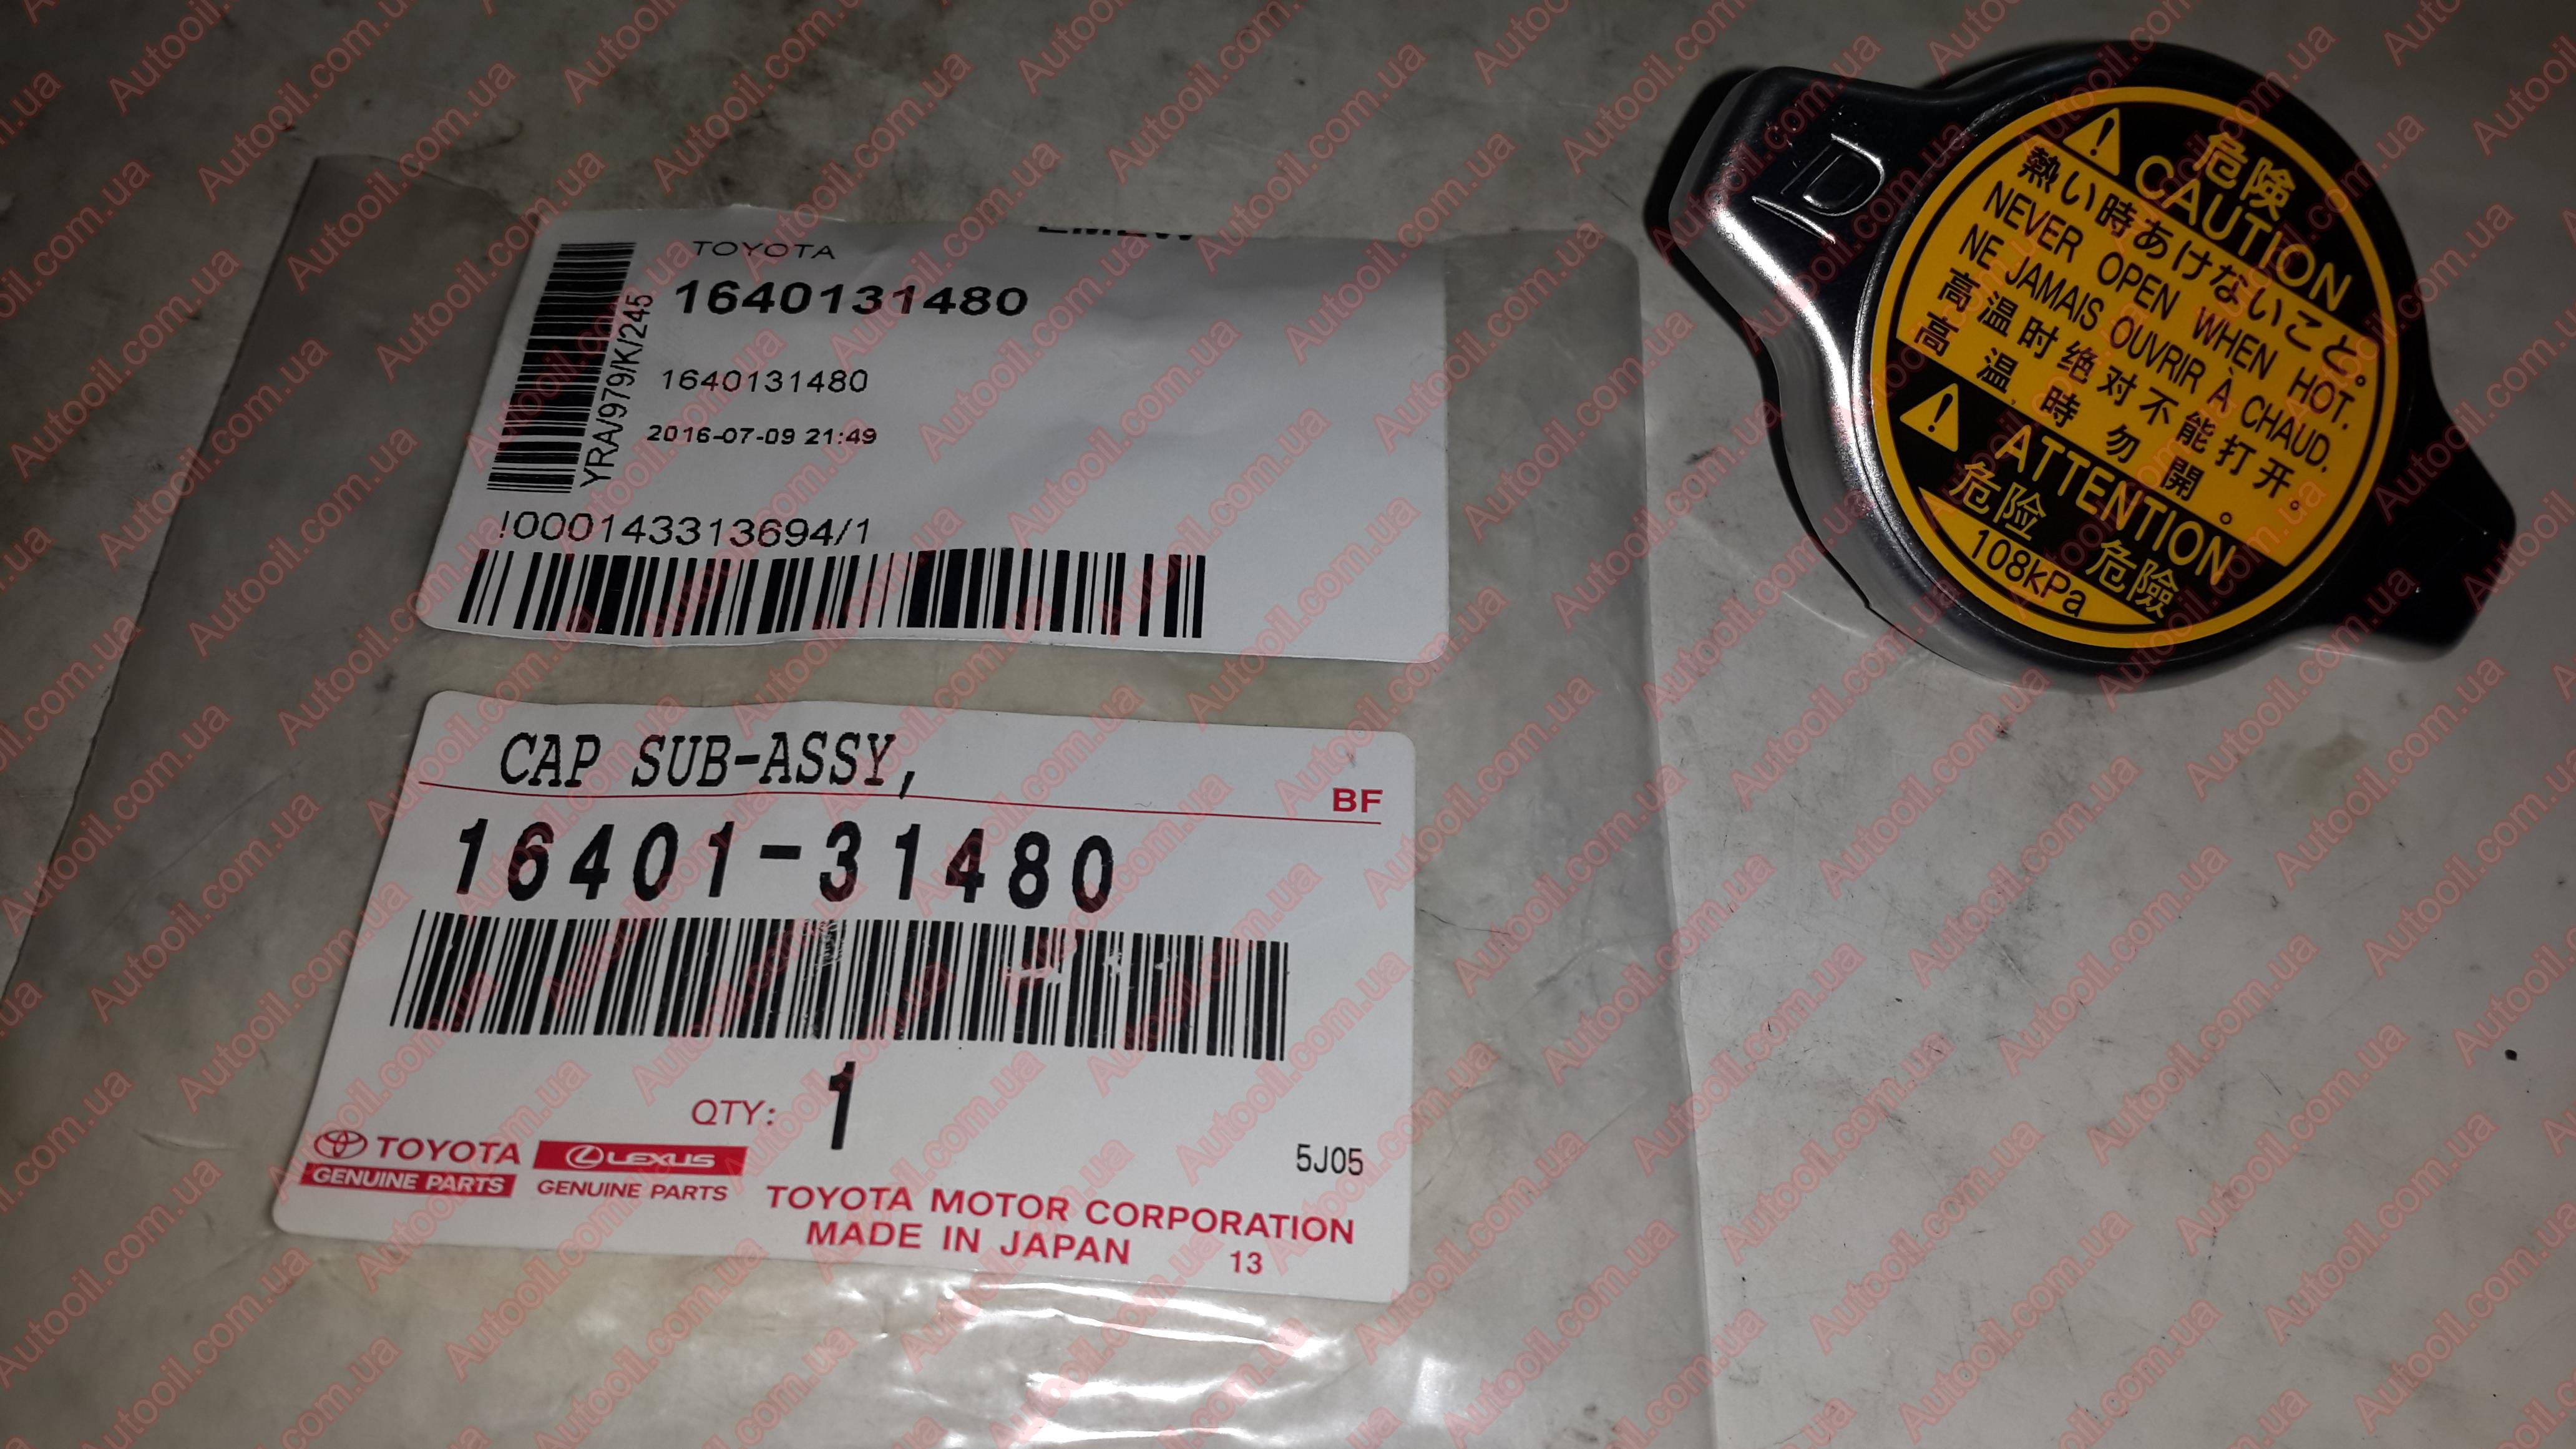 TOYOTA
1640131480
1640131480
2016-07-09 21:49
YRA/979/K/245
!000143313694/1
CAP SUB-ASSY,
BF
16401-31480
QTY: 1
5J05
TOYOTA
GENUINE PARTS
LEXUS
GENUINE PARTS
TOYOTA MOTOR CORPORATION
MADE IN JAPAN
13
D
危険
CAUTION
熱い時あけないこと。
NEVER OPEN WHEN HOT.
NE JAMAIS OUVRIR À CHAUD.
高温时绝对不能打开。
高温時勿開。
ATTENTION
危险 危險
108kPa
Autooil.com.ua